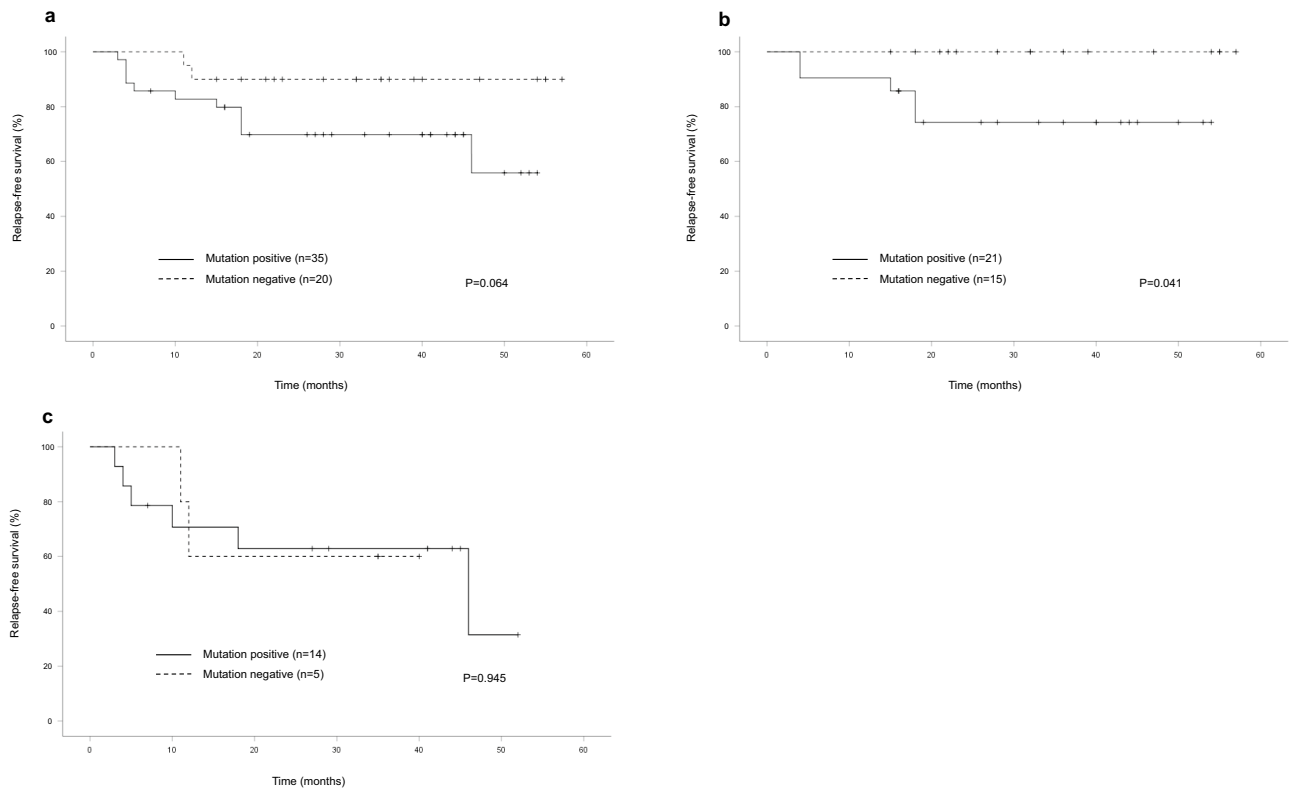 a
Relapse-free survival (%)
100
80
60
40
20
0
Mutation positive (n=35)
Mutation negative (n=20)
P=0.064
0 10 20 30 40 50 60
Time (months)
b
Relapse-free survival (%)
100
80
60
40
20
0
Mutation positive (n=21)
Mutation negative (n=15)
P=0.041
0 10 20 30 40 50 60
Time (months)
c
Relapse-free survival (%)
100
80
60
40
20
0
Mutation positive (n=14)
Mutation negative (n=5)
P=0.945
0 10 20 30 40 50 60
Time (months)